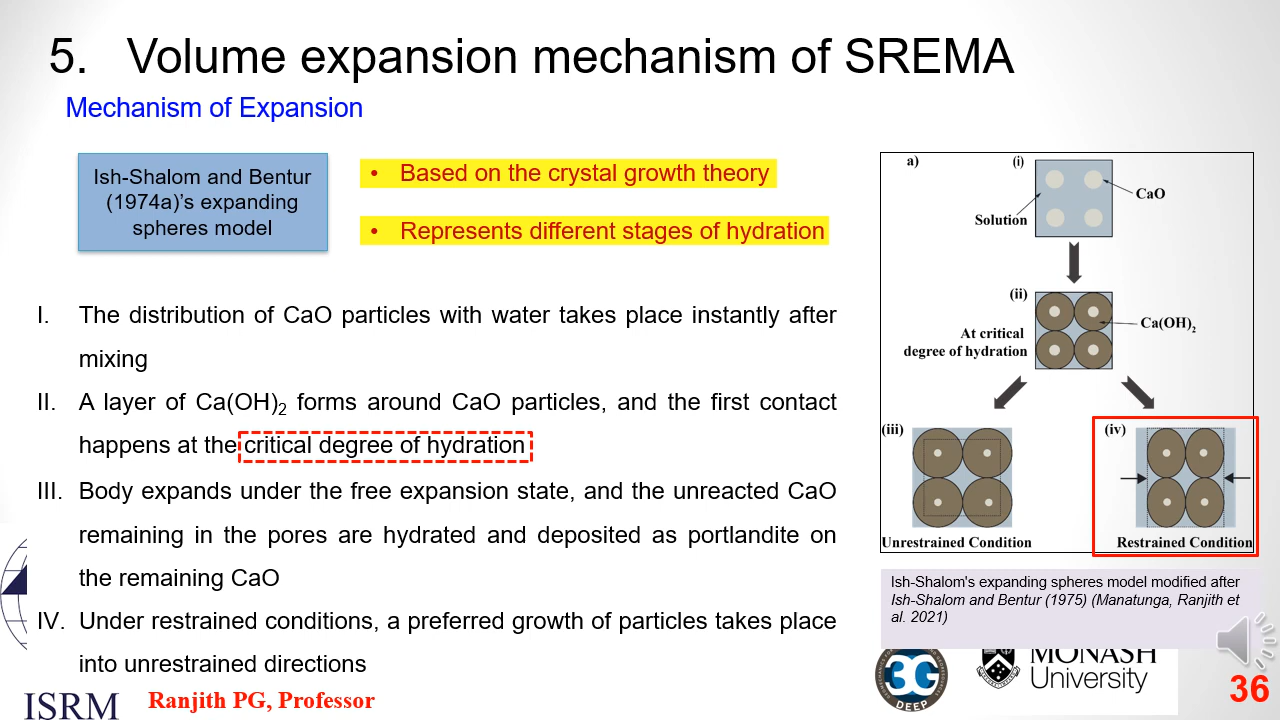 5. Volume expansion mechanism of SREMA
Mechanism of Expansion
Ish-Shalom and Bentur
(1974a)'s expanding
spheres model
• Based on the crystal growth theory
• Represents different stages of hydration
I. The distribution of CaO particles with water takes place instantly after
mixing
II. A layer of Ca(OH)₂ forms around CaO particles, and the first contact
happens at the critical degree of hydration
III. Body expands under the free expansion state, and the unreacted CaO
remaining in the pores are hydrated and deposited as portlandite on
the remaining CaO
IV. Under restrained conditions, a preferred growth of particles takes place
into unrestrained directions
a)
(i)
CaO
Solution
(ii)
Ca(OH)₂
At critical
degree of hydration
(iii)
(iv)
Unrestrained Condition
Restrained Condition
Ish-Shalom's expanding spheres model modified after
Ish-Shalom and Bentur (1975) (Manatunga, Ranjith et
al. 2021)
3G
DEEP
MONASH
University
ISRM
Ranjith PG, Professor
36